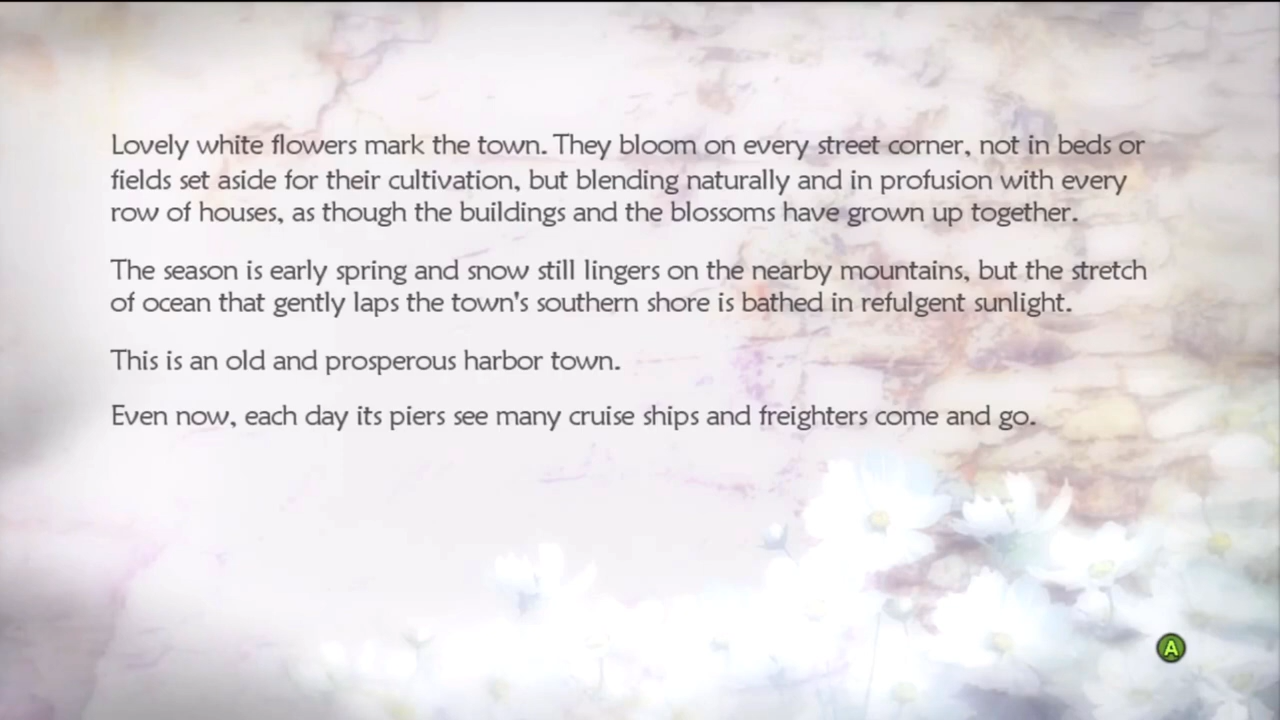 Lovely white flowers mark the town. They bloom on every street corner, not in beds or
fields set aside for their cultivation, but blending naturally and in profusion with every
row of houses, as though the buildings and the blossoms have grown up together.
The season is early spring and snow still lingers on the nearby mountains, but the stretch
of ocean that gently laps the town's southern shore is bathed in refulgent sunlight.
This is an old and prosperous harbor town.
Even now, each day its piers see many cruise ships and freighters come and go.
A